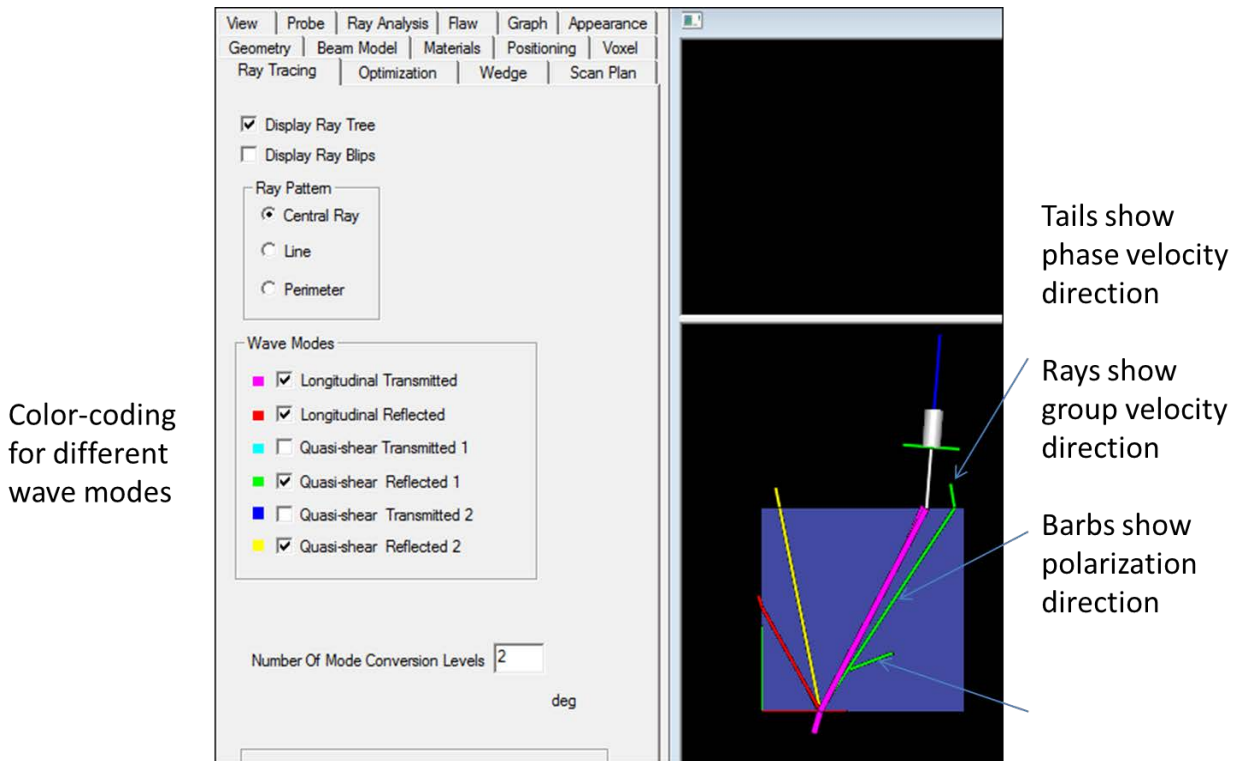 View Probe Ray Analysis Flaw Graph Appearance
Geometry Beam Model Materials Positioning Voxel
Ray Tracing Optimization Wedge Scan Plan
Display Ray Tree
Display Ray Blips
Ray Pattern
Central Ray
Line
Perimeter
Wave Modes
Longitudinal Transmitted
Longitudinal Reflected
Quasi-shear Transmitted 1
Quasi-shear Reflected 1
Quasi-shear Transmitted 2
Quasi-shear Reflected 2
Number Of Mode Conversion Levels 2
deg
Color-coding
for different
wave modes
Tails show
phase velocity
direction
Rays show
group velocity
direction
Barbs show
polarization
direction